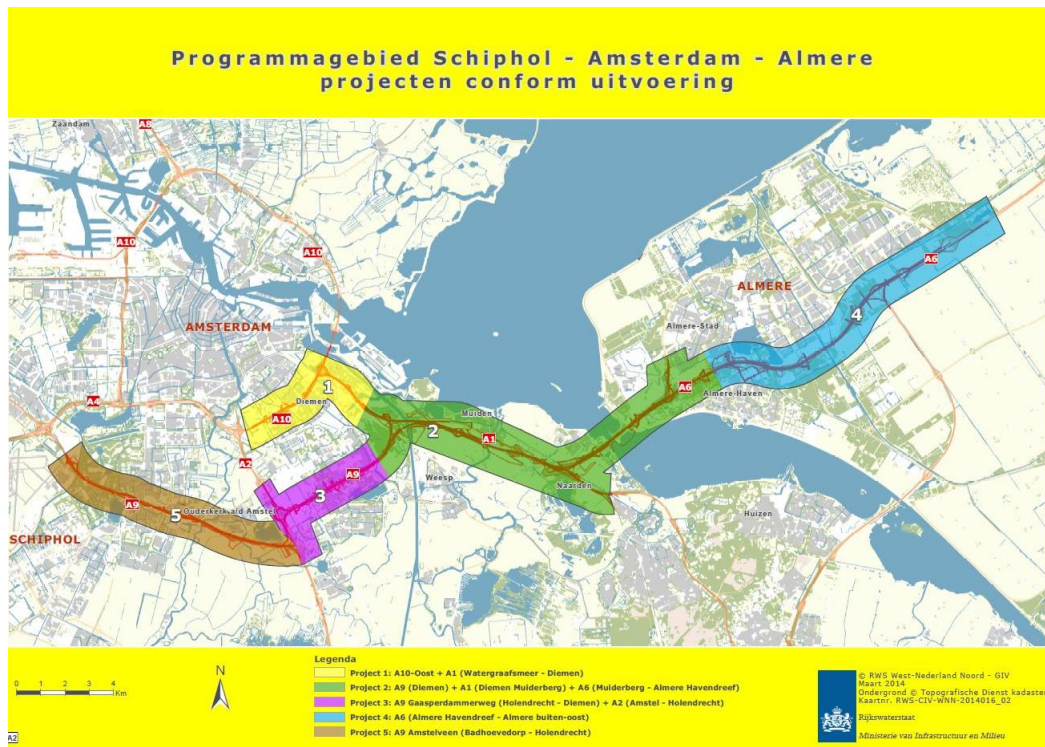 Programmagebied Schiphol - Amsterdam - Almere
projecten conform uitvoering
Zaandam
A8
A10
A10
ALMERE
A6
AMSTERDAM
Almere-Stad
4
A4
1
Diemen
A10
A6
Almere-Haven
Muiden
2
A1
A2
A9
3
Weesp
Naarden
A9
5
Ouderkerk a/d Amstel
Huizen
SCHIPHOL
Legenda
Project 1: A10-Oost + A1 (Watergraafsmeer - Diemen)
Project 2: A9 (Diemen) + A1 (Diemen Muiderberg) + A6 (Muiderberg - Almere Havendreef)
Project 3: A9 Gaasperdammerweg (Holendrecht - Diemen) + A2 (Amstel - Holendrecht)
Project 4: A6 (Almere Havendreef - Almere buiten-oost)
Project 5: A9 Amstelveen (Badhoevedorp - Holendrecht)
0 1 2 3 4
Km
N
© RWS West-Nederland Noord - GIV
Maart 2014
Ondergrond © Topografische Dienst kadaster
Kaartnr. RWS-CIV-WNN-2014016_02
Rijkswaterstaat
Ministerie van Infrastructuur en Milieu
A2